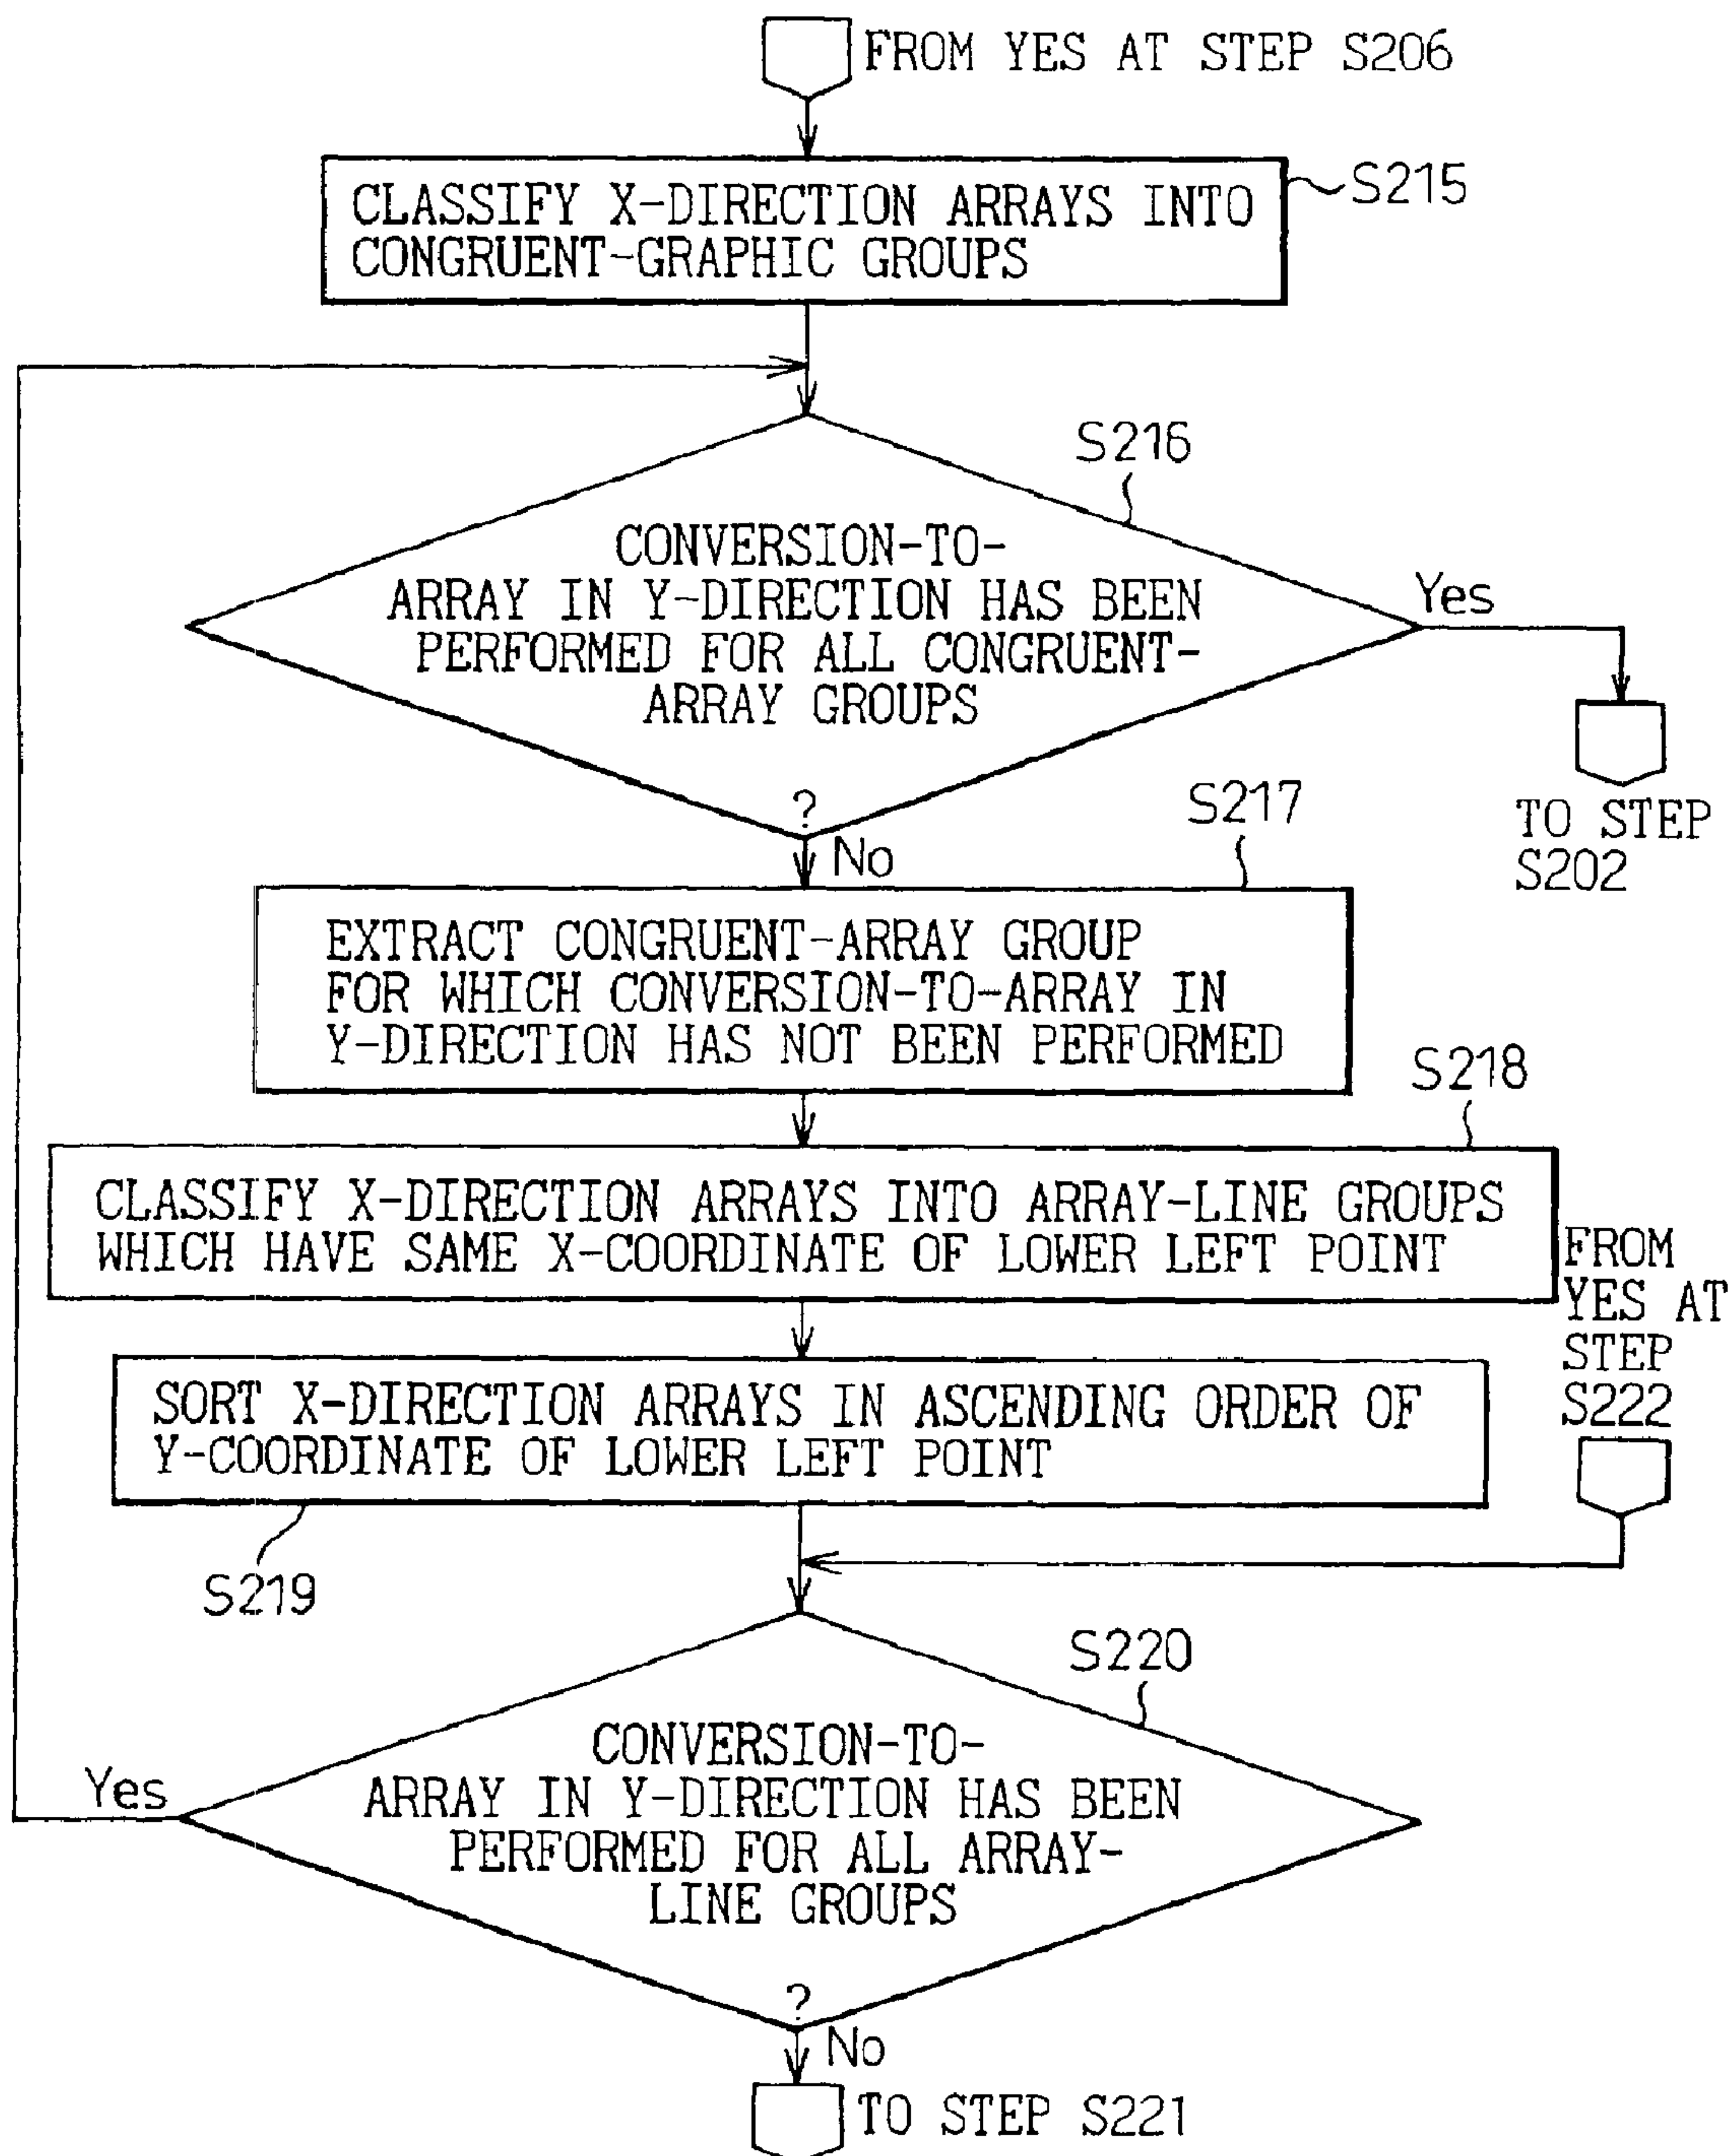 FROM YES AT STEP S206
CLASSIFY X-DIRECTION ARRAYS INTO
CONGRUENT-GRAPHIC GROUPS
S215
S216
CONVERSION-TO-
ARRAY IN Y-DIRECTION HAS BEEN
PERFORMED FOR ALL CONGRUENT-
ARRAY GROUPS
?
Yes
TO STEP
S202
No
S217
EXTRACT CONGRUENT-ARRAY GROUP
FOR WHICH CONVERSION-TO-ARRAY IN
Y-DIRECTION HAS NOT BEEN PERFORMED
S218
CLASSIFY X-DIRECTION ARRAYS INTO ARRAY-LINE GROUPS
WHICH HAVE SAME X-COORDINATE OF LOWER LEFT POINT
FROM
YES AT
STEP
S222
SORT X-DIRECTION ARRAYS IN ASCENDING ORDER OF
Y-COORDINATE OF LOWER LEFT POINT
S219
S220
CONVERSION-TO-
ARRAY IN Y-DIRECTION HAS BEEN
PERFORMED FOR ALL ARRAY-
LINE GROUPS
?
Yes
No
TO STEP S221